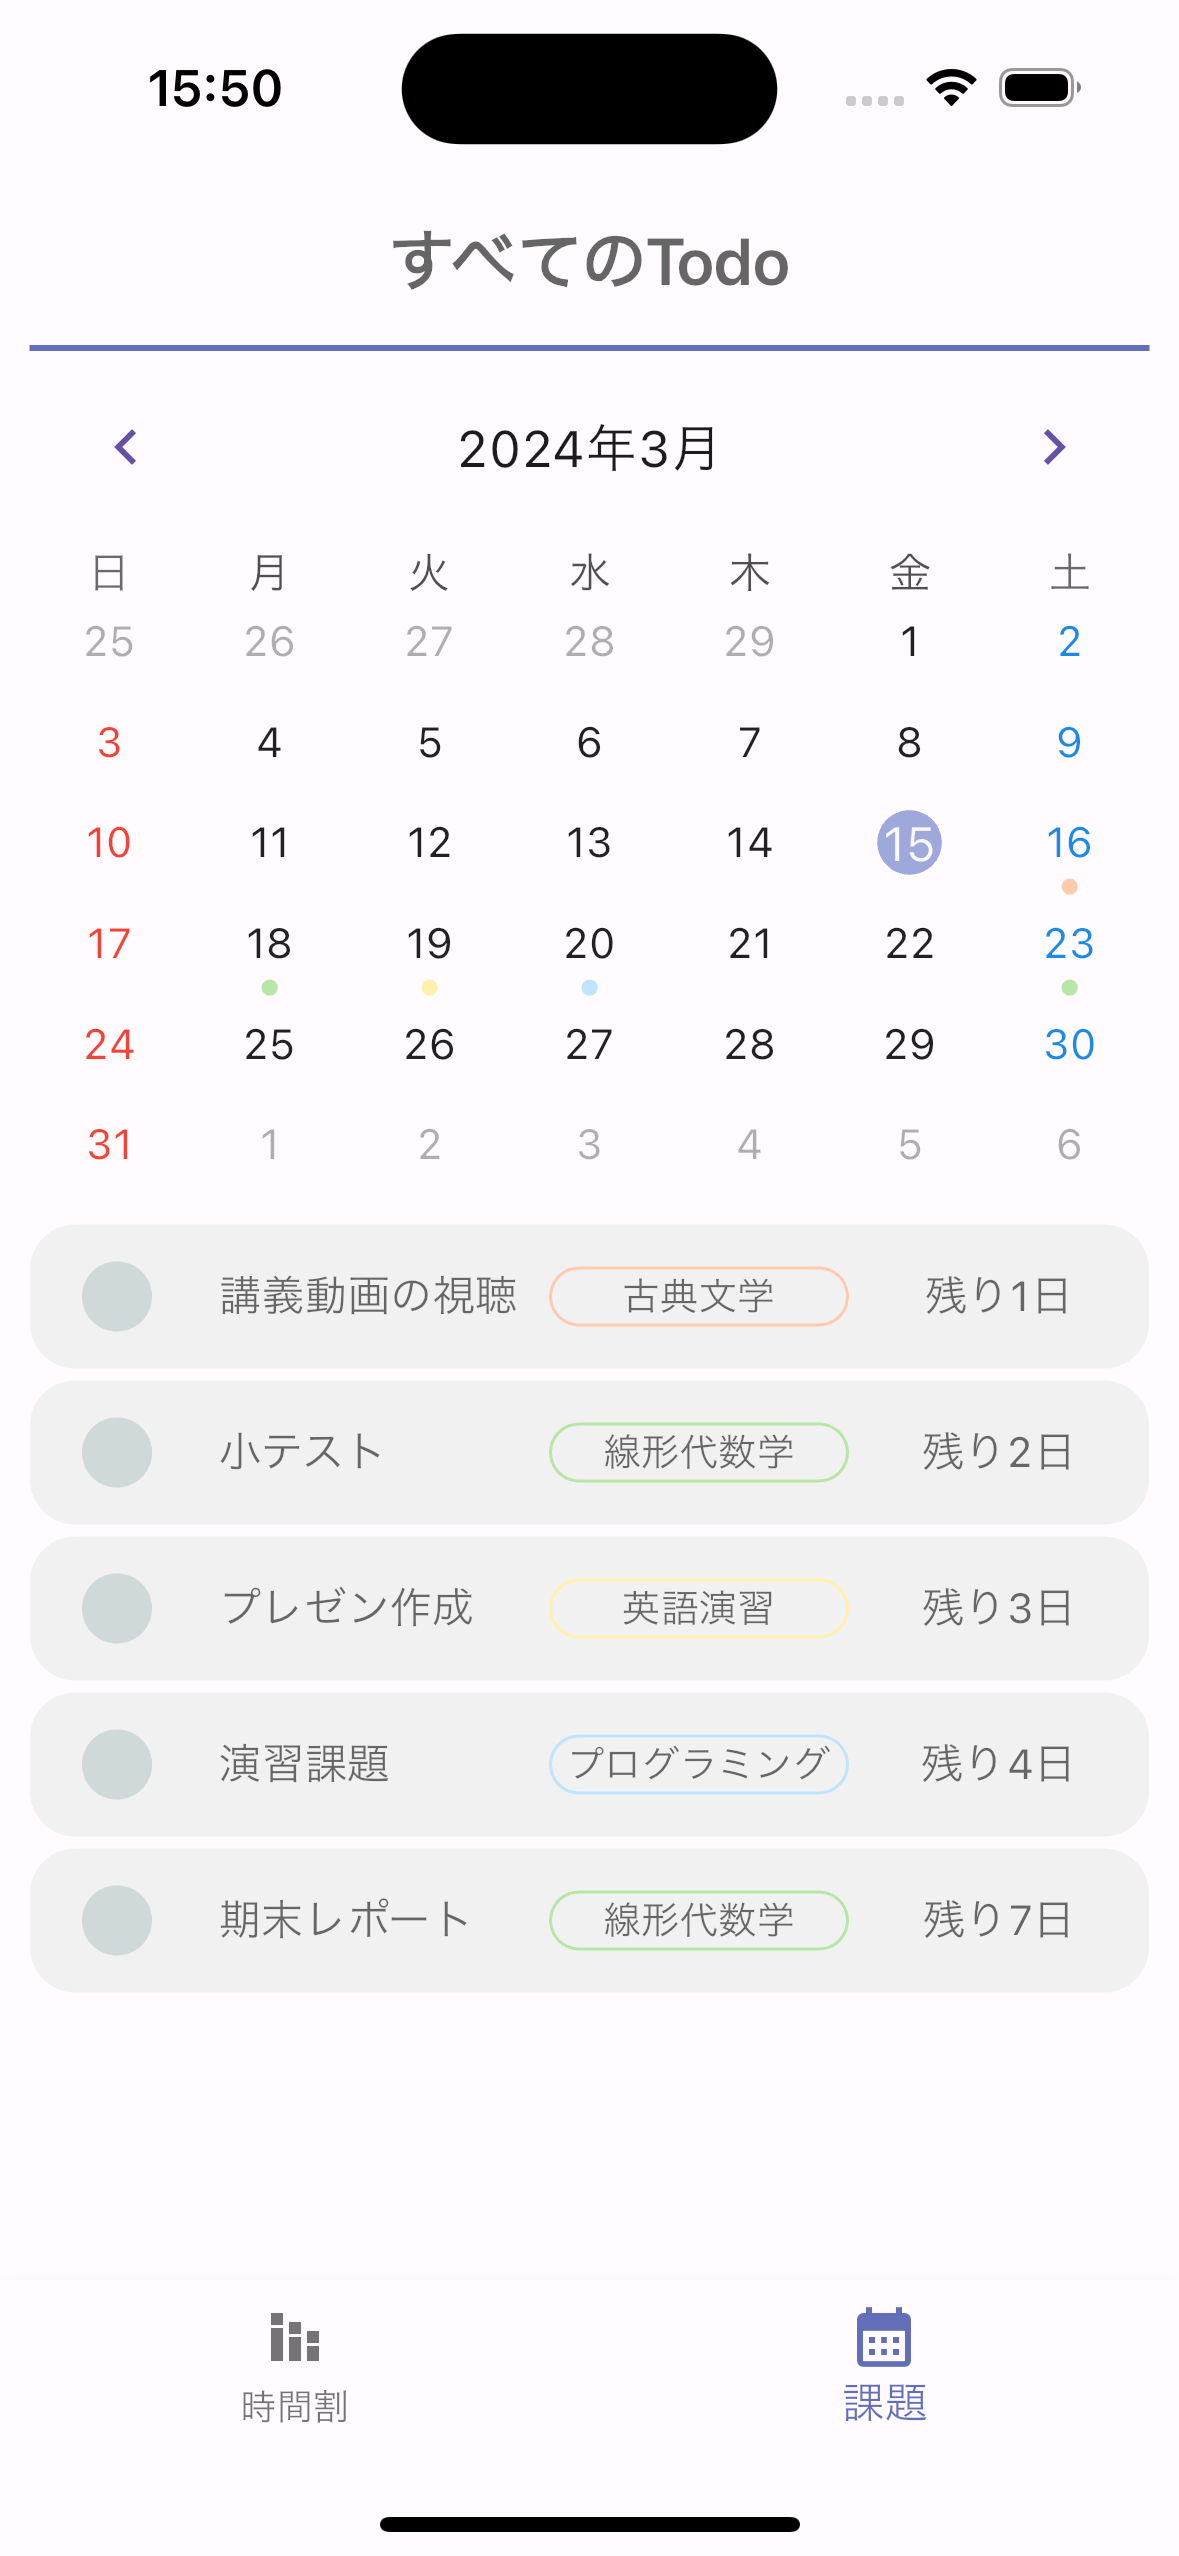 15:50
すべてのTodo
2024年3月
日 月 火 水 木 金 土
25 26 27 28 29 1 2
3 4 5 6 7 8 9
10 11 12 13 14 15 16
17 18 19 20 21 22 23
24 25 26 27 28 29 30
31 1 2 3 4 5 6
講義動画の視聴 古典文学 残り1日
小テスト 線形代数学 残り2日
プレゼン作成 英語演習 残り3日
演習課題 プログラミング 残り4日
期末レポート 線形代数学 残り7日
時間割 課題